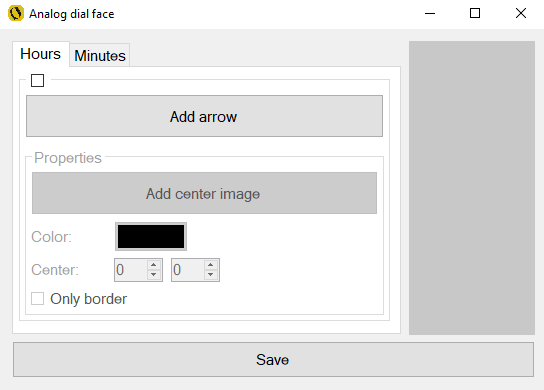 Analog dial face
Hours Minutes
Add arrow
Properties
Add center image
Color:
Center: 0 0
Only border
Save